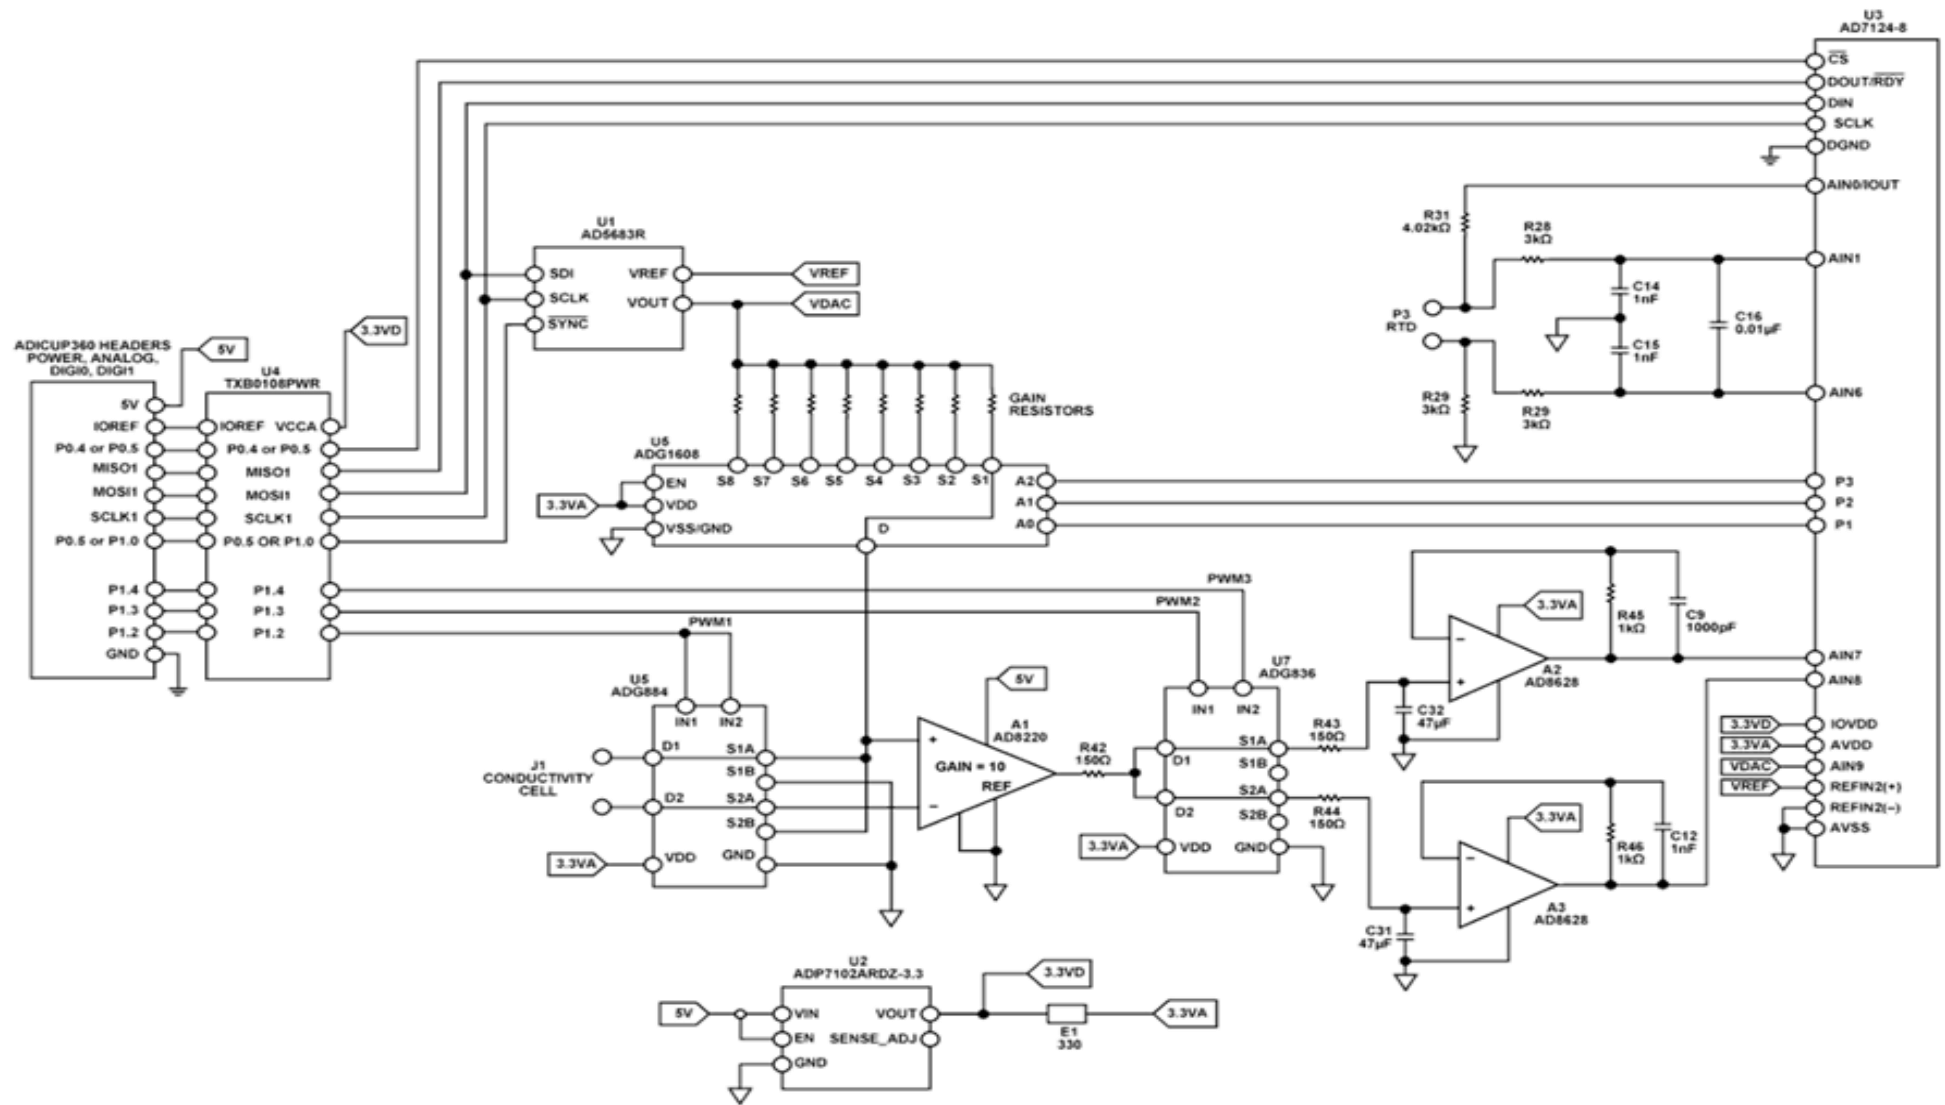 U3
AD7124-8
CS
DOUT/RDY
DIN
SCLK
DGND
AIN0/IOUT
R31
4.02kΩ
R28
3kΩ
AIN1
C14
1nF
P3
RTD
C16
0.01µF
C15
1nF
R29
3kΩ
R29
3kΩ
AIN6
U1
AD5683R
SDI
VREF
VREF
SCLK
VOUT
VDAC
SYNC
3.3VD
5V
ADICUP360 HEADERS
POWER, ANALOG,
DIGI0, DIGI1
U4
TXB0108PWR
5V
IOREF
IOREF
VCCA
P0.4 or P0.5
P0.4 or P0.5
MISO1
MISO1
MOSI1
MOSI1
SCLK1
SCLK1
P0.5 or P1.0
P0.5 OR P1.0
P1.4
P1.4
P1.3
P1.3
P1.2
P1.2
GND
GAIN
RESISTORS
U6
ADG1608
S8 S7 S6 S5 S4 S3 S2 S1
EN
3.3VA
VDD
VSS/GND
D
A2
A1
A0
P3
P2
P1
PWM3
PWM2
PWM1
U5
ADG884
IN1 IN2
J1
CONDUCTIVITY
CELL
D1
S1A
S1B
D2
S2A
S2B
3.3VA
VDD
GND
5V
A1
AD8220
+
GAIN = 10
REF
−
R42
150Ω
U7
ADG836
IN1 IN2
S1A
D1
S1B
S2A
D2
S2B
3.3VA
VDD
GND
R43
150Ω
R44
150Ω
3.3VA
−
+
R45
1kΩ
C9
1000pF
A2
AD8628
C32
47µF
3.3VA
−
+
R46
1kΩ
C12
1nF
A3
AD8628
C31
47µF
AIN7
AIN8
3.3VD
IOVDD
3.3VA
AVDD
VDAC
AIN9
VREF
REFIN2(+)
REFIN2(−)
AVSS
U2
ADP7102ARDZ-3.3
5V
VIN
VOUT
EN
SENSE_ADJ
GND
3.3VD
E1
330
3.3VA